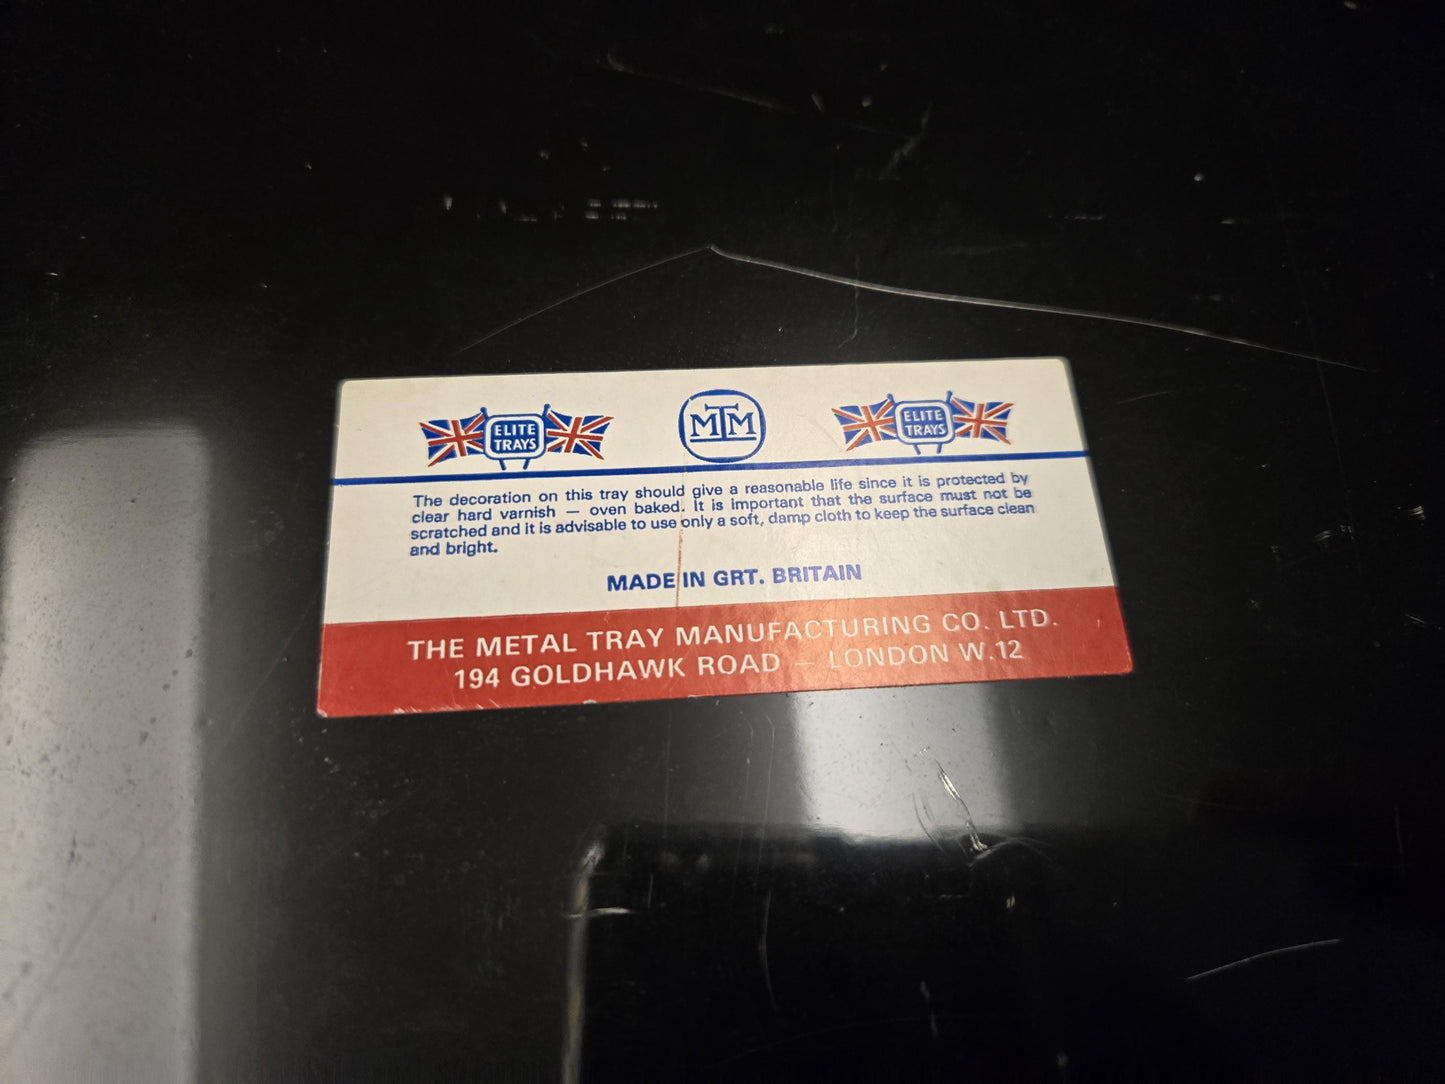 ELITE TRAYS
MTM
ELITE TRAYS
The decoration on this tray should give a reasonable life since it is protected by
clear hard varnish — oven baked. It is important that the surface must not be
scratched and it is advisable to use only a soft, damp cloth to keep the surface clean
and bright.
MADE IN GRT. BRITAIN
THE METAL TRAY MANUFACTURING CO. LTD.
194 GOLDHAWK ROAD — LONDON W.12